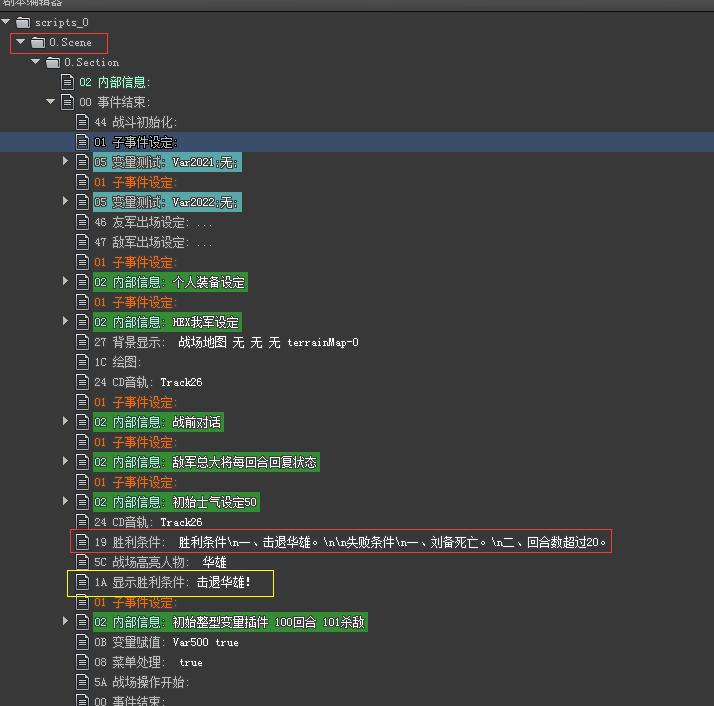 剧本编辑器
scripts_0
0.Scene
0.Section
02 内部信息:
00 事件结束:
44 战斗初始化:
01 子事件设定:
05 变量测试: Var2021;无;
01 子事件设定:
05 变量测试: Var2022;无;
46 友军出场设定: ...
47 敌军出场设定: ...
01 子事件设定:
02 内部信息: 个人装备设定
01 子事件设定:
02 内部信息: HEX我军设定
27 背景显示: 战场地图 无 无 无 terrainMap-0
1C 绘图:
24 CD音轨: Track26
01 子事件设定:
02 内部信息: 战前对话
01 子事件设定:
02 内部信息: 敌军总大将每回合回复状态
01 子事件设定:
02 内部信息: 初始士气设定50
24 CD音轨: Track26
19 胜利条件: 胜利条件\n一、击退华雄。\n\n失败条件\n一、刘备死亡。\n二、回合数超过20。
5C 战场高亮人物: 华雄
1A 显示胜利条件: 击退华雄!
01 子事件设定:
02 内部信息: 初始整型变量插件 100回合 101杀敌
0B 变量赋值: Var500 true
08 菜单处理: true
5A 战场操作开始:
00 事件结束: